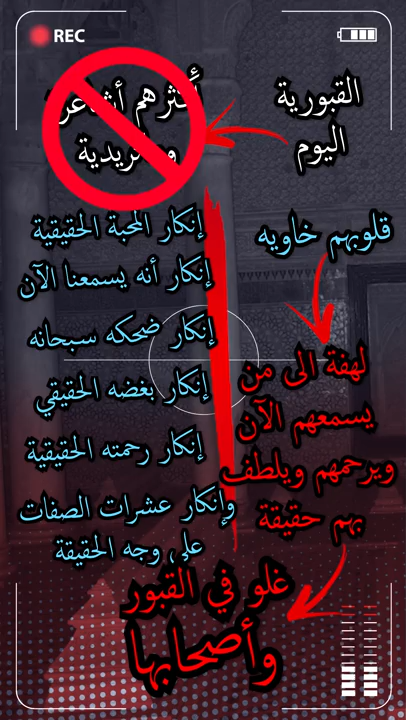 REC
القبورية
اليوم
أكثرهم أشاعرة
وماتريدية
قلوبهم خاويه
لهفة الى من
يسمعهم الآن
ويرحمهم ويلطف
بهم حقيقة
إنكار المحبة الحقيقية
إنكار أنه يسمعنا الآن
إنكار ضحكه سبحانه
إنكار بغضه الحقيقي
إنكار رحمته الحقيقية
وإنكار عشرات الصفات
على وجه الحقيقة
غلو في القبور
وأصحابها